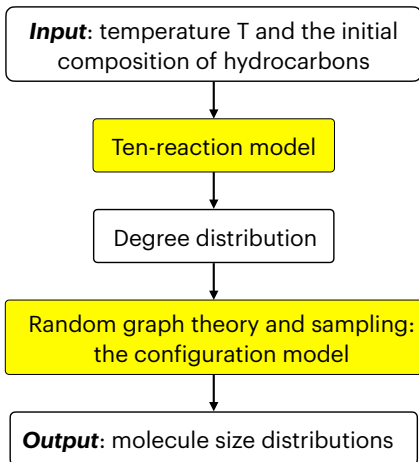 Input: temperature T and the initial
composition of hydrocarbons
Ten-reaction model
Degree distribution
Random graph theory and sampling:
the configuration model
Output: molecule size distributions